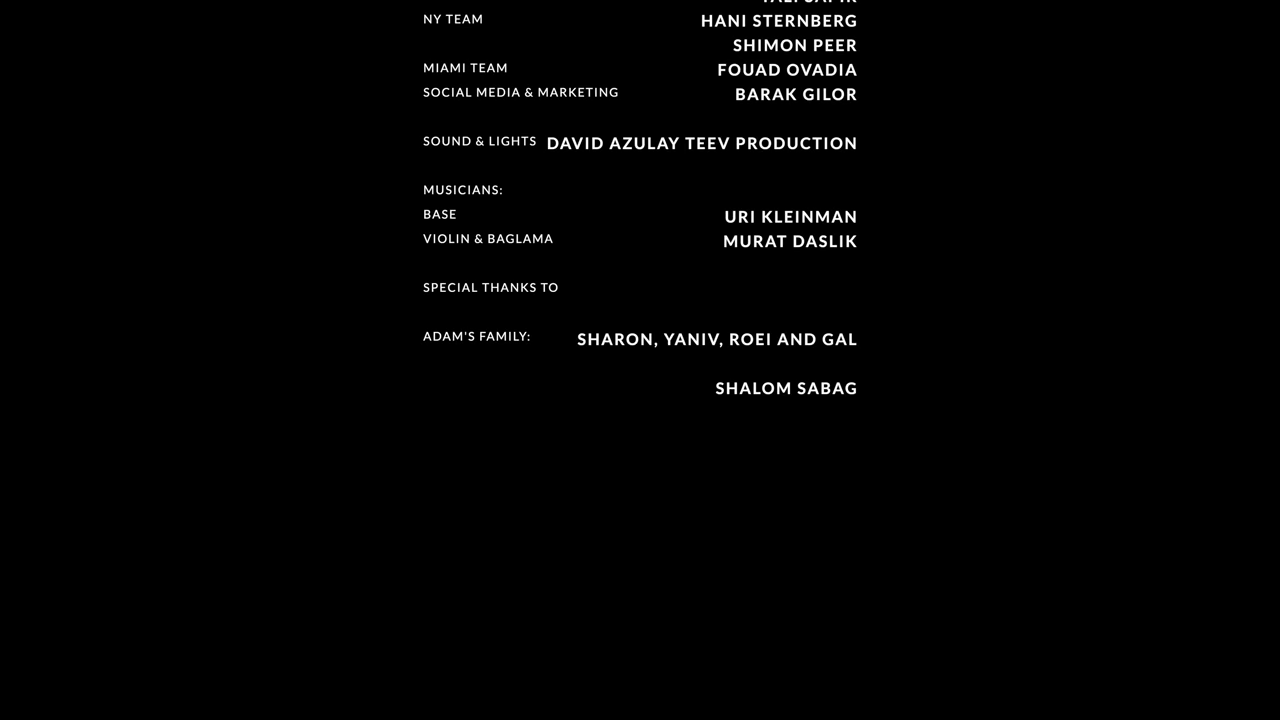 NY TEAM HANI STERNBERG
SHIMON PEER
MIAMI TEAM FOUAD OVADIA
SOCIAL MEDIA & MARKETING BARAK GILOR
SOUND & LIGHTS DAVID AZULAY TEEV PRODUCTION
MUSICIANS:
BASE URI KLEINMAN
VIOLIN & BAGLAMA MURAT DASLIK
SPECIAL THANKS TO
ADAM'S FAMILY: SHARON, YANIV, ROEI AND GAL
SHALOM SABAG